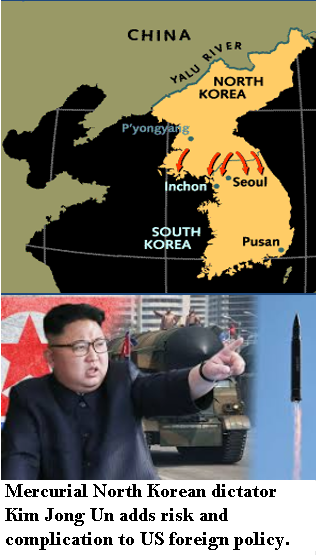 CHINA
YALU RIVER
NORTH
KOREA
P'yongyang
Inchon
Seoul
SOUTH
KOREA
Pusan
Mercurial North Korean dictator
Kim Jong Un adds risk and
complication to US foreign policy.